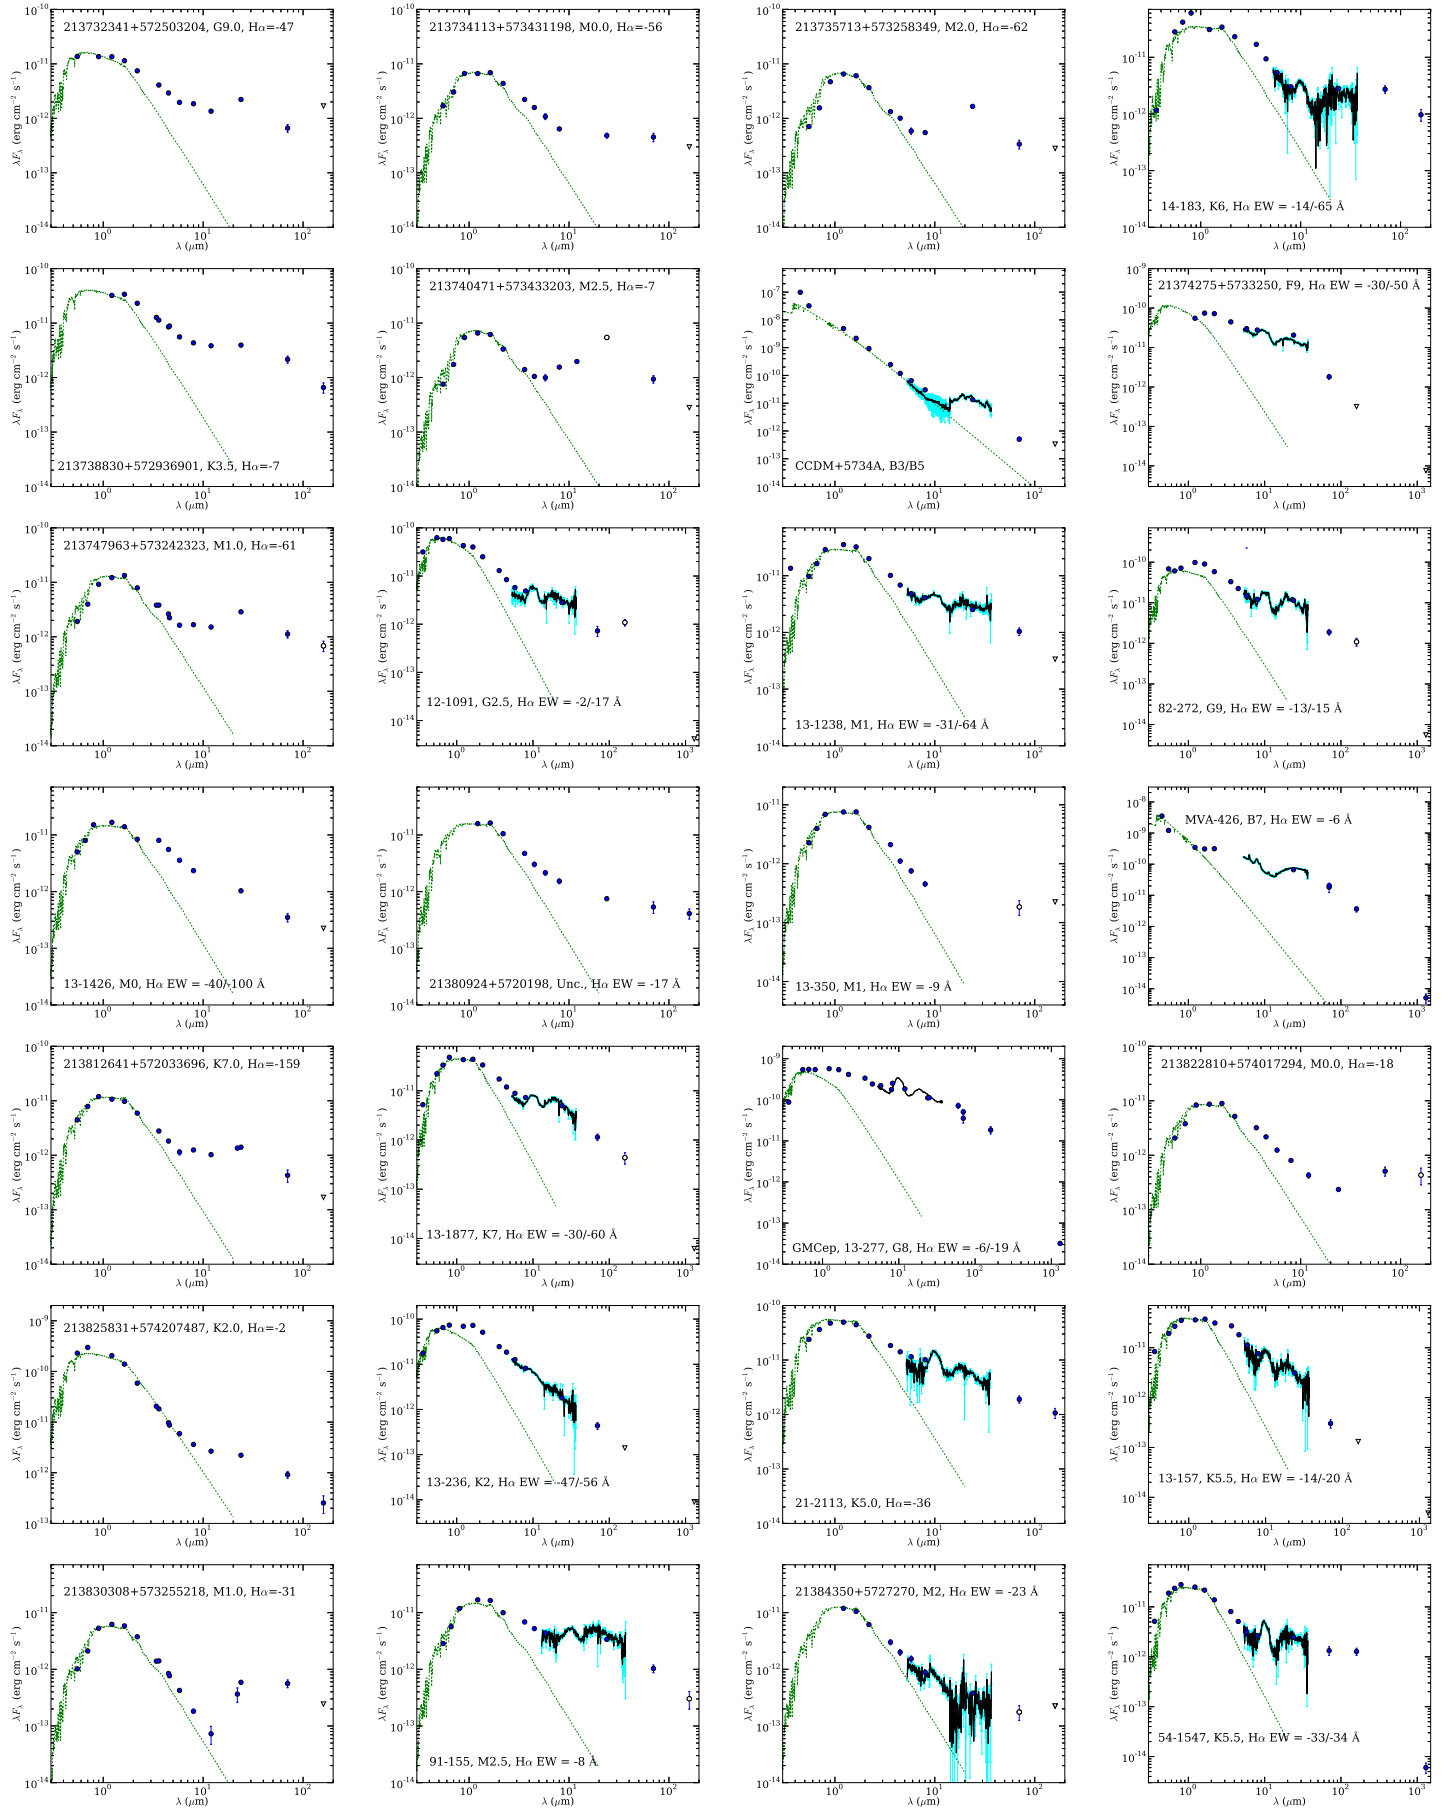 213732341+572503204, G9.0, Hα=-47
213734113+573431198, M0.0, Hα=-56
213735713+573258349, M2.0, Hα=-62
14-183, K6, Hα EW = -14/-65 Å
213738830+572936901, K3.5, Hα=-7
213740471+573433203, M2.5, Hα=-7
CCDM+5734A, B3/B5
21374275+5733250, F9, Hα EW = -30/-50 Å
213747963+573242323, M1.0, Hα=-61
12-1091, G2.5, Hα EW = -2/-17 Å
13-1238, M1, Hα EW = -31/-64 Å
82-272, G9, Hα EW = -13/-15 Å
13-1426, M0, Hα EW = -40/-100 Å
21380924+5720198, Unc., Hα EW = -17 Å
13-350, M1, Hα EW = -9 Å
MVA-426, B7, Hα EW = -6 Å
213812641+572033696, K7.0, Hα=-159
13-1877, K7, Hα EW = -30/-60 Å
GMCep, 13-277, G8, Hα EW = -6/-19 Å
213822810+574017294, M0.0, Hα=-18
213825831+574207487, K2.0, Hα=-2
13-236, K2, Hα EW = -47/-56 Å
21-2113, K5.0, Hα=-36
13-157, K5.5, Hα EW = -14/-20 Å
213830308+573255218, M1.0, Hα=-31
91-155, M2.5, Hα EW = -8 Å
21384350+5727270, M2, Hα EW = -23 Å
54-1547, K5.5, Hα EW = -33/-34 Å
λF_λ (erg cm⁻² s⁻¹)
λ (μm)